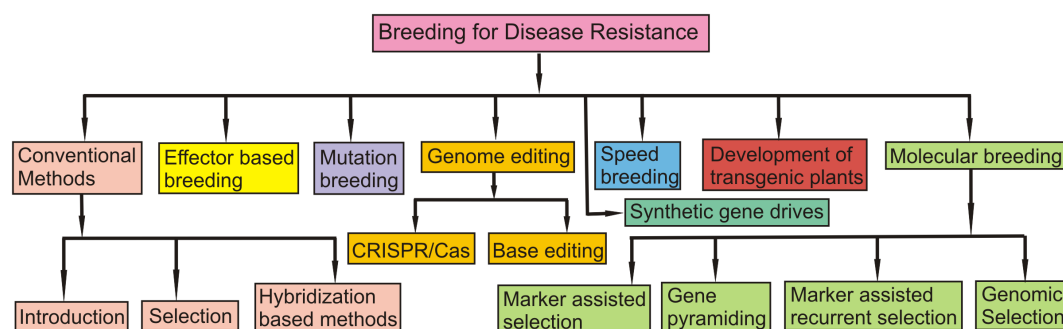 Breeding for Disease Resistance
Conventional
Methods
Effector based
breeding
Mutation
breeding
Genome editing
Speed
breeding
Development of
transgenic plants
Molecular breeding
Synthetic gene drives
CRISPR/Cas
Base editing
Introduction
Selection
Hybridization
based methods
Marker assisted
selection
Gene
pyramiding
Marker assisted
recurrent selection
Genomic
Selection